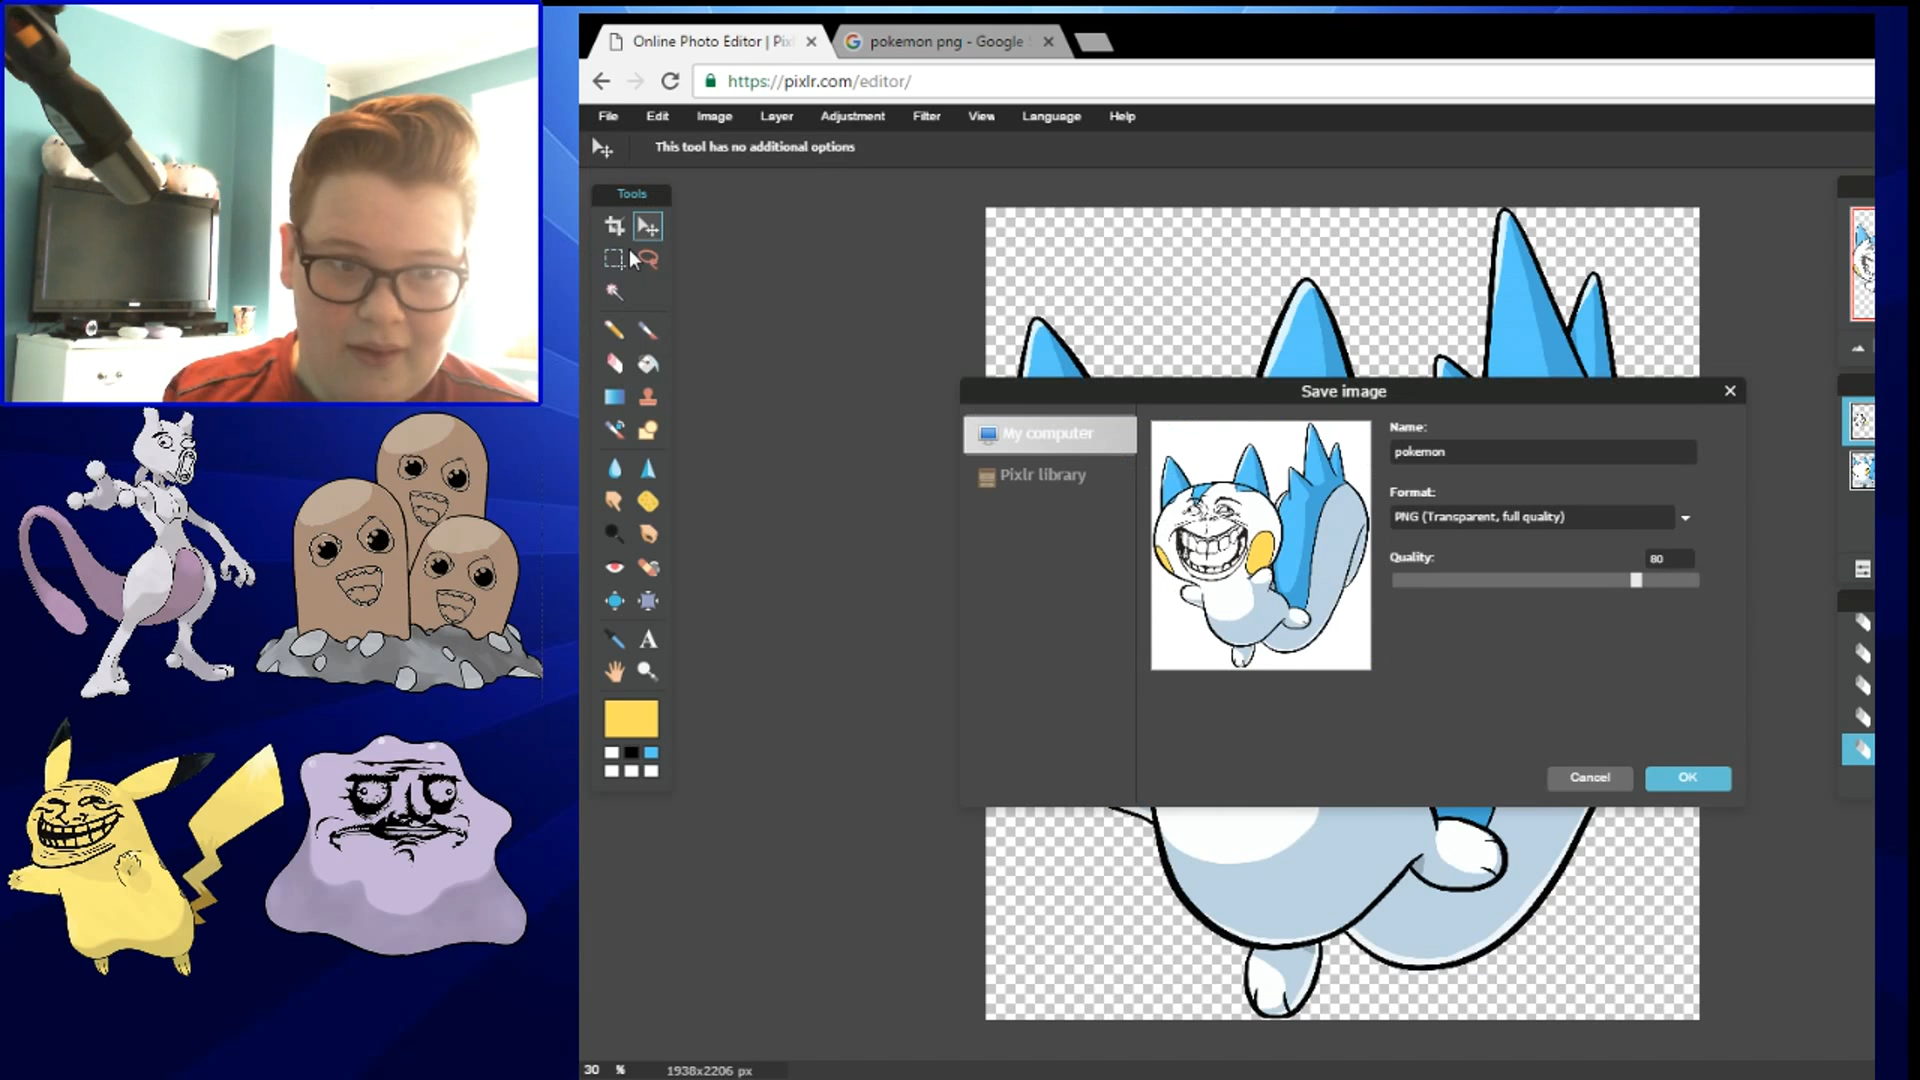 Online Photo Editor | Pix
pokemon png - Google
https://pixlr.com/editor/
File Edit Image Layer Adjustment Filter View Language Help
This tool has no additional options
Tools
Save image
My computer
Pixlr library
Name:
pokemon
Format:
PNG (Transparent, full quality)
Quality:
80
Cancel
OK
A
30 %
1938x2206 px